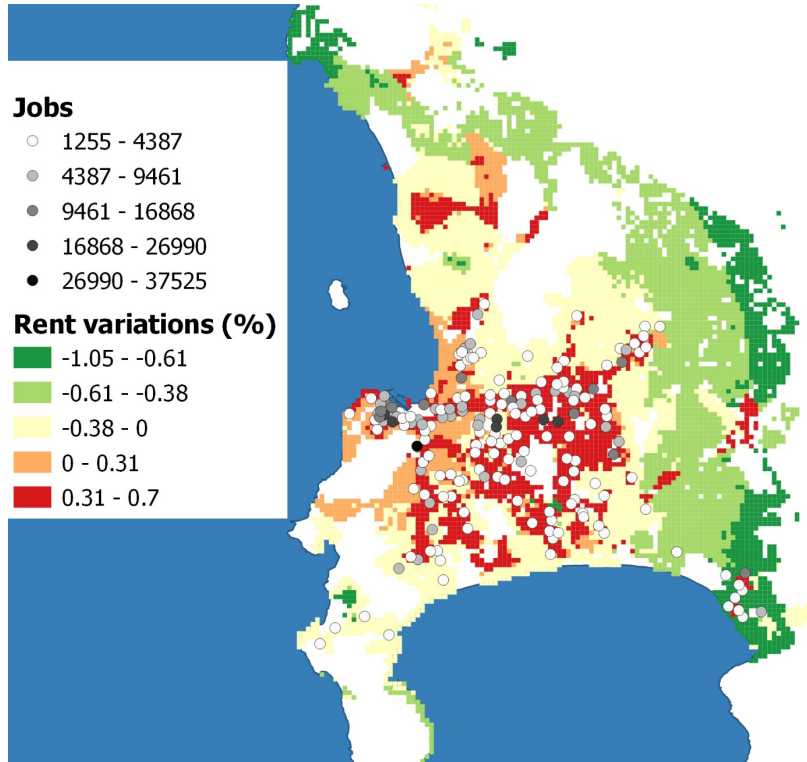 Jobs
1255 - 4387
4387 - 9461
9461 - 16868
16868 - 26990
26990 - 37525
Rent variations (%)
-1.05 - -0.61
-0.61 - -0.38
-0.38 - 0
0 - 0.31
0.31 - 0.7